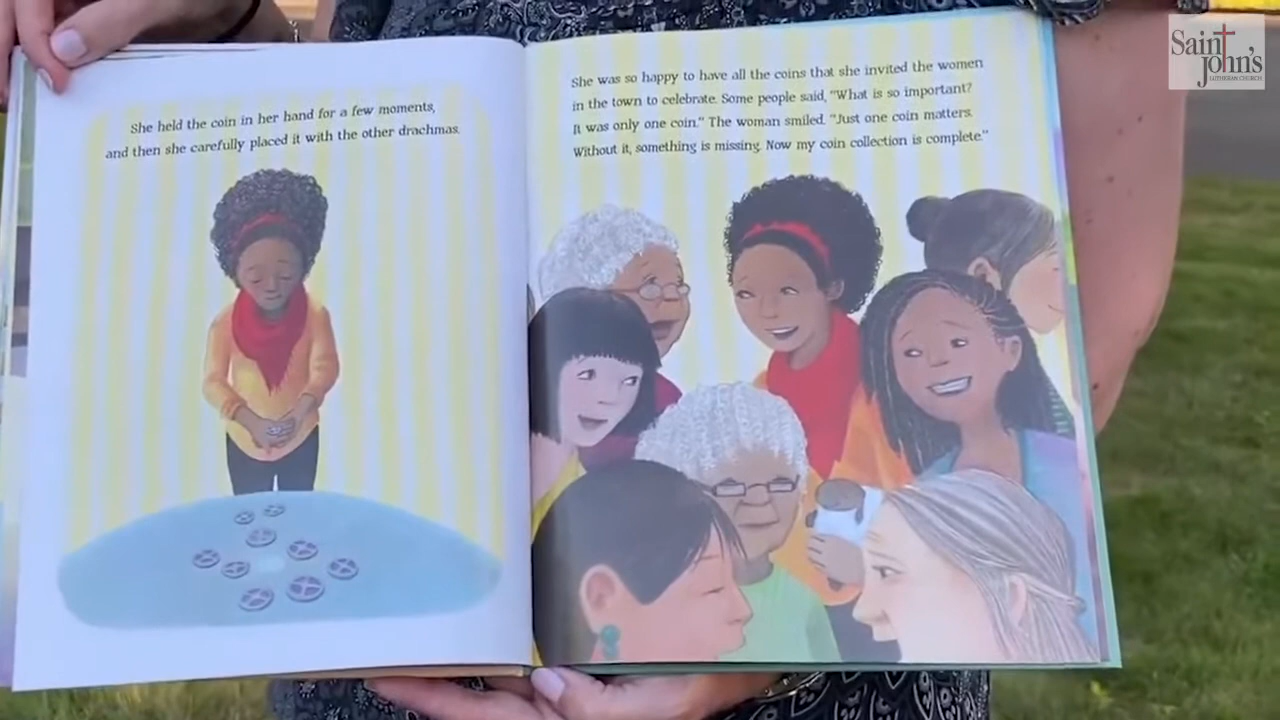 She held the coin in her hand for a few moments,
and then she carefully placed it with the other drachmas.
She was so happy to have all the coins that she invited the women
in the town to celebrate. Some people said, "What is so important?
It was only one coin." The woman smiled. "Just one coin matters.
Without it, something is missing. Now my coin collection is complete."
Saint
John's
LUTHERAN CHURCH